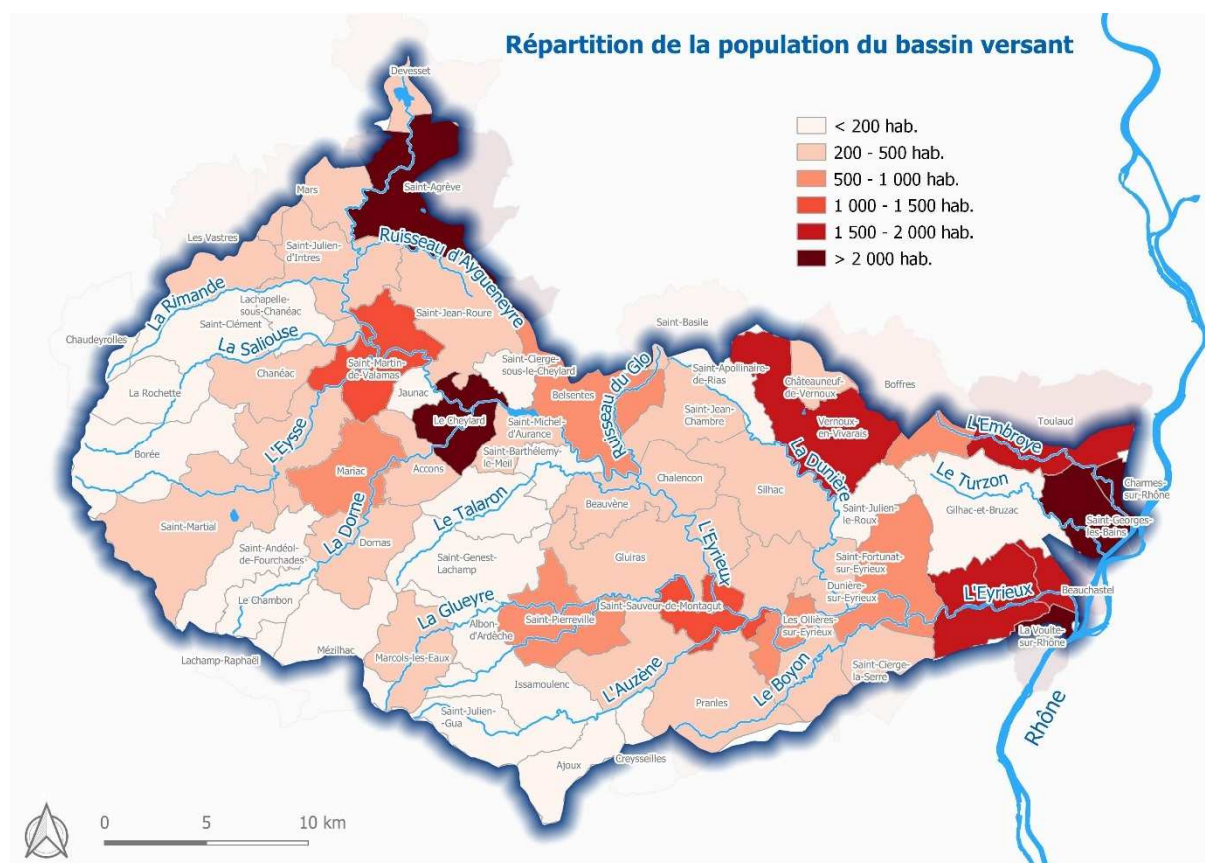 Répartition de la population du bassin versant
< 200 hab.
200 - 500 hab.
500 - 1 000 hab.
1 000 - 1 500 hab.
1 500 - 2 000 hab.
> 2 000 hab.
Devesset
Saint-Agrève
Mars
Les Vastres
Saint-Julien-
d'Intres
Ruisseau d'Aygueneyre
La Rimande
Lachapelle-
sous-Chanéac
Saint-Clément
Saint-Jean-Roure
Chaudeyrolles
La Saliouse
Saint-Basile
Saint-Martin-
de-Valamas
Saint-Cierge-
sous-le-Cheylard
Ruisseau du Glo
Saint-Apollinaire-
de-Rias
Châteauneuf-
de-Vernoux
Boffres
Chanéac
La Rochette
Jaunac
Belsentes
Saint-Jean-
Chambre
Vernoux-
en-Vivarais
Toulaud
L'Embroye
Le Cheylard
Saint-Michel-
d'Aurance
Saint-Barthélemy-
le-Meil
L'Eysse
Borée
Mariac
Accons
La Dunière
Le Turzon
Charmes-
sur-Rhône
Chalencon
Silhac
Gilhac-et-Bruzac
Saint-Georges-
les-Bains
Le Talaron
Beauvène
Saint-Julien-
le-Roux
Saint-Martial
La Dorne
Dornas
Saint-Andéol-
de-Fourchades
Saint-Genest-
Lachamp
Gluiras
L'Eyrieux
Saint-Fortunat-
sur-Eyrieux
Dunière-
sur-Eyrieux
L'Eyrieux
Beauchastel
Le Chambon
La Glueyre
Saint-Sauveur-de-Montagut
Saint-Pierreville
Albon-
d'Ardèche
Les Ollières-
sur-Eyrieux
La Voulte-
sur-Rhône
Lachamp-Raphaël
Mézilhac
Marcols-les-Eaux
Saint-Cierge-
la-Serre
Issamoulenc
L'Auzène
Le Boyon
Pranles
Saint-Julien-
-Gua
Rhône
Ajoux
Creysseilles
0 5 10 km